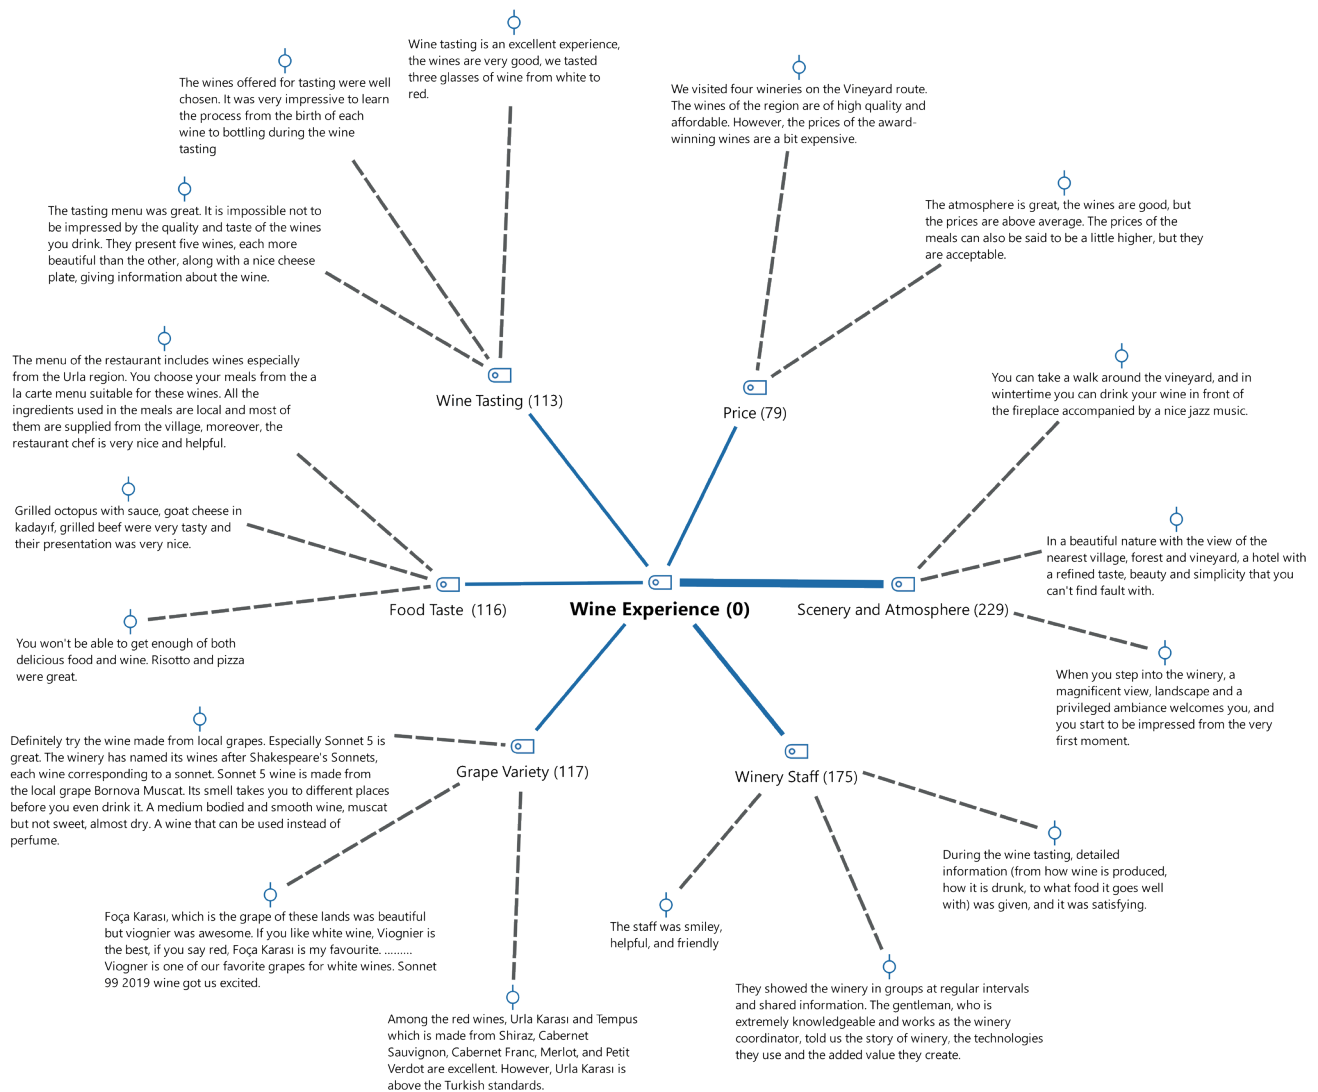 Wine tasting is an excellent experience,
the wines are very good, we tasted
three glasses of wine from white to
red.
The wines offered for tasting were well
chosen. It was very impressive to learn
the process from the birth of each
wine to bottling during the wine
tasting
We visited four wineries on the Vineyard route.
The wines of the region are of high quality and
affordable. However, the prices of the award-
winning wines are a bit expensive.
The tasting menu was great. It is impossible not to
be impressed by the quality and taste of the wines
you drink. They present five wines, each more
beautiful than the other, along with a nice cheese
plate, giving information about the wine.
The atmosphere is great, the wines are good, but
the prices are above average. The prices of the
meals can also be said to be a little higher, but they
are acceptable.
The menu of the restaurant includes wines especially
from the Urla region. You choose your meals from the a
la carte menu suitable for these wines. All the
ingredients used in the meals are local and most of
them are supplied from the village, moreover, the
restaurant chef is very nice and helpful.
Wine Tasting (113)
Price (79)
You can take a walk around the vineyard, and in
wintertime you can drink your wine in front of
the fireplace accompanied by a nice jazz music.
Grilled octopus with sauce, goat cheese in
kadayıf, grilled beef were very tasty and
their presentation was very nice.
In a beautiful nature with the view of the
nearest village, forest and vineyard, a hotel with
a refined taste, beauty and simplicity that you
can't find fault with.
Food Taste (116)
Wine Experience (0)
Scenery and Atmosphere (229)
You won't be able to get enough of both
delicious food and wine. Risotto and pizza
were great.
When you step into the winery, a
magnificent view, landscape and a
privileged ambiance welcomes you, and
you start to be impressed from the very
first moment.
Definitely try the wine made from local grapes. Especially Sonnet 5 is
great. The winery has named its wines after Shakespeare's Sonnets,
each wine corresponding to a sonnet. Sonnet 5 wine is made from
the local grape Bornova Muscat. Its smell takes you to different places
before you even drink it. A medium bodied and smooth wine, muscat
but not sweet, almost dry. A wine that can be used instead of
perfume.
Grape Variety (117)
Winery Staff (175)
During the wine tasting, detailed
information (from how wine is produced,
how it is drunk, to what food it goes well
with) was given, and it was satisfying.
Foça Karası, which is the grape of these lands was beautiful
but viognier was awesome. If you like white wine, Viognier is
the best, if you say red, Foça Karası is my favourite. .........
Viogner is one of our favorite grapes for white wines. Sonnet
99 2019 wine got us excited.
The staff was smiley,
helpful, and friendly
They showed the winery in groups at regular intervals
and shared information. The gentleman, who is
extremely knowledgeable and works as the winery
coordinator, told us the story of winery, the technologies
they use and the added value they create.
Among the red wines, Urla Karası and Tempus
which is made from Shiraz, Cabernet
Sauvignon, Cabernet Franc, Merlot, and Petit
Verdot are excellent. However, Urla Karası is
above the Turkish standards.